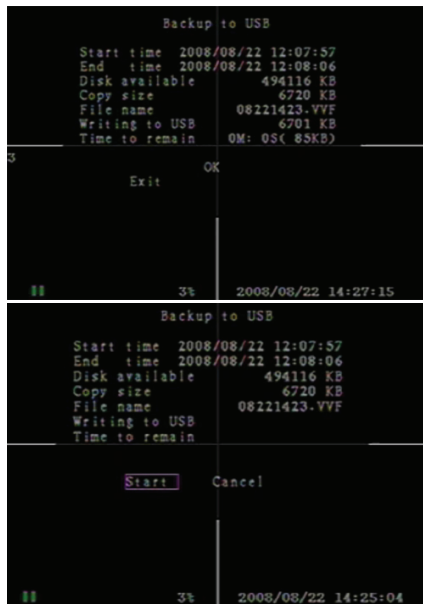 Backup to USB
Start time 2008/08/22 12:07:57
End time 2008/08/22 12:08:06
Disk available 494116 KB
Copy size 6720 KB
File name 08221423.VVF
Writing to USB 6701 KB
Time to remain 0M: 0S( 85KB)
3
OK
Exit
3% 2008/08/22 14:27:15
Backup to USB
Start time 2008/08/22 12:07:57
End time 2008/08/22 12:08:06
Disk available 494116 KB
Copy size 6720 KB
File name 08221423.VVF
Writing to USB
Time to remain
Start Cancel
3% 2008/08/22 14:25:04